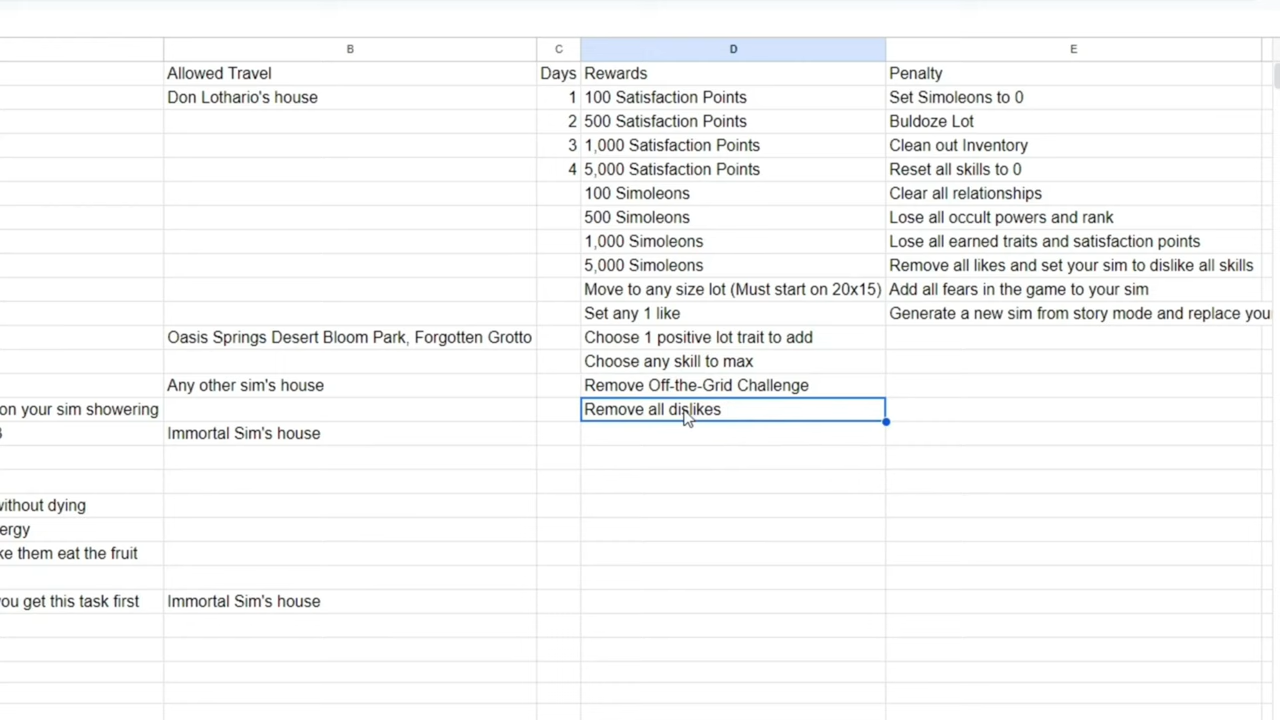 B C D E
Allowed Travel Days Rewards Penalty
Don Lothario's house 1 100 Satisfaction Points Set Simoleons to 0
2 500 Satisfaction Points Buldoze Lot
3 1,000 Satisfaction Points Clean out Inventory
4 5,000 Satisfaction Points Reset all skills to 0
100 Simoleons Clear all relationships
500 Simoleons Lose all occult powers and rank
1,000 Simoleons Lose all earned traits and satisfaction points
5,000 Simoleons Remove all likes and set your sim to dislike all skills
Move to any size lot (Must start on 20x15) Add all fears in the game to your sim
Set any 1 like Generate a new sim from story mode and replace you
Oasis Springs Desert Bloom Park, Forgotten Grotto Choose 1 positive lot trait to add
Choose any skill to max
Any other sim's house Remove Off-the-Grid Challenge
on your sim showering Remove all dislikes
Immortal Sim's house
without dying
ergy
ke them eat the fruit
you get this task first Immortal Sim's house